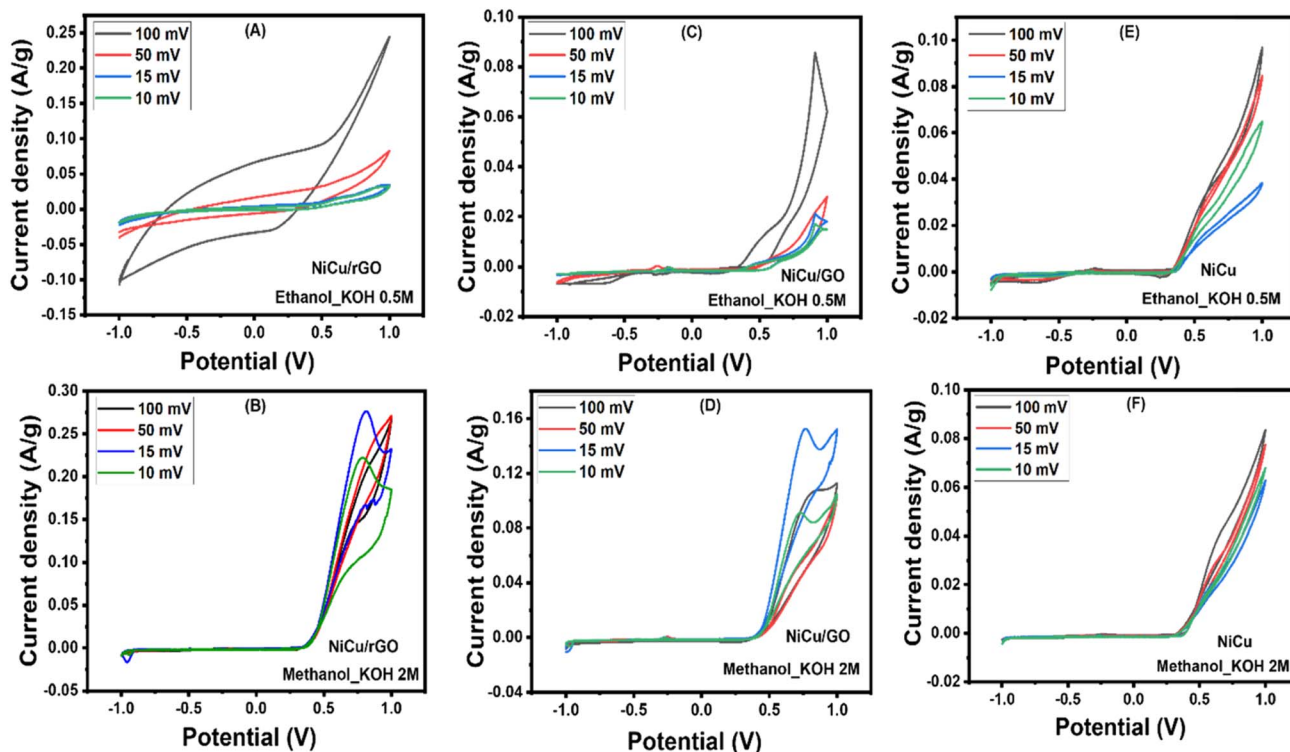 (A)
100 mV
50 mV
15 mV
10 mV
Current density (A/g)
0.25
0.20
0.15
0.10
0.05
0.00
-0.05
-0.10
-0.15
NiCu/rGO
Ethanol_KOH 0.5M
-1.0 -0.5 0.0 0.5 1.0
Potential (V)
(C)
100 mV
50 mV
15 mV
10 mV
Current density (A/g)
0.10
0.08
0.06
0.04
0.02
0.00
-0.02
NiCu/GO
Ethanol_KOH 0.5M
-1.0 -0.5 0.0 0.5 1.0
Potential (V)
(E)
100 mV
50 mV
15 mV
10 mV
Current density (A/g)
0.10
0.08
0.06
0.04
0.02
0.00
-0.02
NiCu
Ethanol_KOH 0.5M
-1.0 -0.5 0.0 0.5 1.0
Potential (V)
(B)
100 mV
50 mV
15 mV
10 mV
Current density (A/g)
0.30
0.25
0.20
0.15
0.10
0.05
0.00
-0.05
NiCu/rGO
Methanol_KOH 2M
-1.0 -0.5 0.0 0.5 1.0
Potential (V)
(D)
100 mV
50 mV
15 mV
10 mV
Current density (A/g)
0.16
0.12
0.08
0.04
0.00
-0.04
NiCu/GO
Methanol_KOH 2M
-1.0 -0.5 0.0 0.5 1.0
Potential (V)
(F)
100 mV
50 mV
15 mV
10 mV
Current density (A/g)
0.10
0.08
0.06
0.04
0.02
0.00
-0.02
NiCu
Methanol_KOH 2M
-1.0 -0.5 0.0 0.5 1.0
Potential (V)